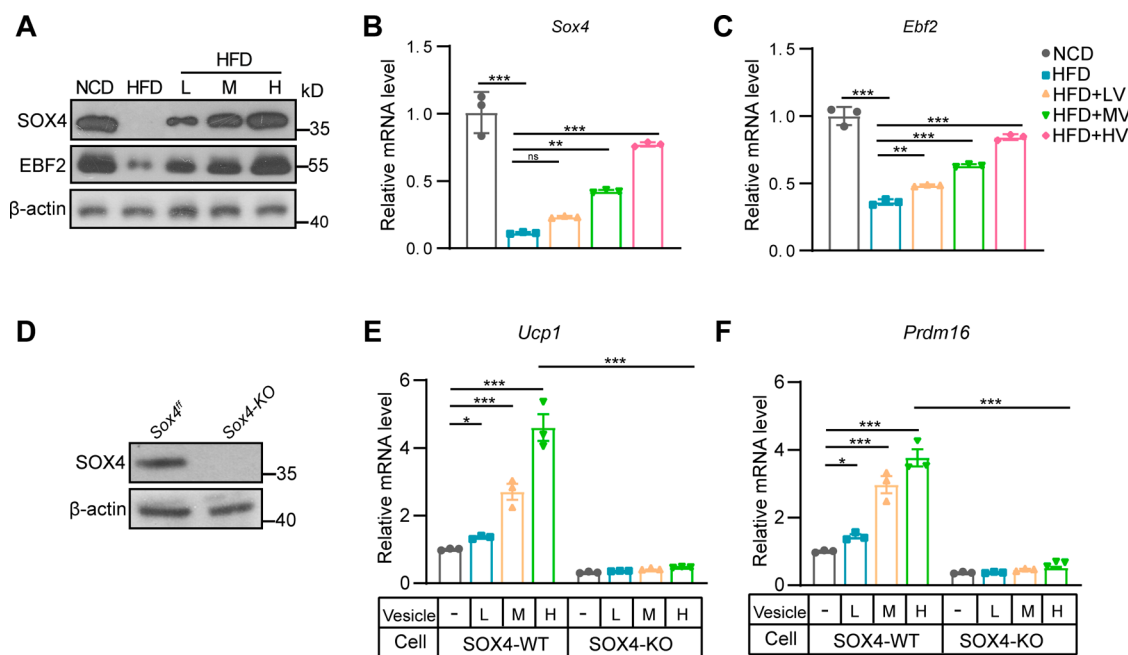 A
HFD
NCD HFD L M H kD
SOX4
35
EBF2
55
β-actin
40
B
Sox4
Relative mRNA level
1.5
1.0
0.5
0.0
***
***
**
ns
C
Ebf2
Relative mRNA level
1.5
1.0
0.5
0.0
***
***
***
**
NCD
HFD
HFD+LV
HFD+MV
HFD+HV
D
Sox4ff Sox4-KO
SOX4
35
β-actin
40
E
Ucp1
Relative mRNA level
6
4
2
0
***
***
***
*
Vesicle - L M H - L M H
Cell SOX4-WT SOX4-KO
F
Prdm16
Relative mRNA level
6
4
2
0
***
***
***
*
Vesicle - L M H - L M H
Cell SOX4-WT SOX4-KO